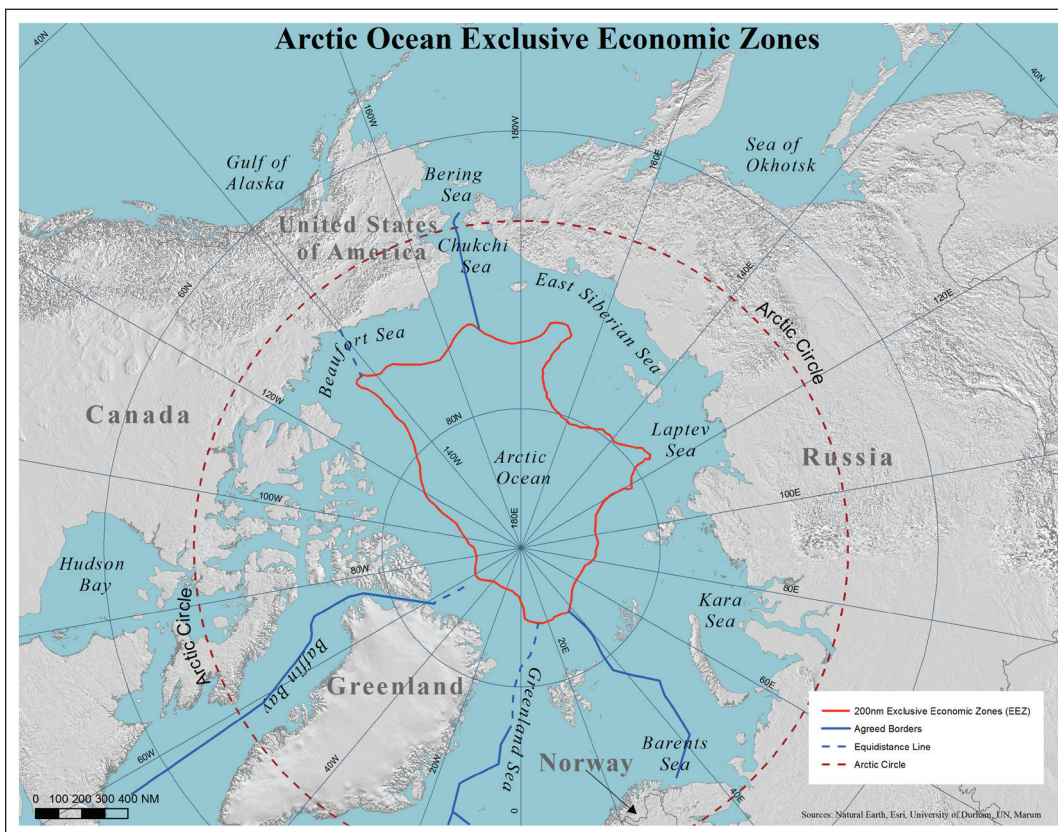 Arctic Ocean Exclusive Economic Zones
40N
40N
160W
180W
160E
Gulf of
Alaska
Bering
Sea
Sea of
Okhotsk
United States
of America
Chukchi
Sea
60N
140E
East Siberian Sea
120E
Arctic Circle
Beaufort Sea
120W
Canada
80N
140W
Laptev
Sea
Arctic
Ocean
Russia
100W
100E
180E
Hudson
Bay
80W
80E
Kara
Sea
Arctic Circle
Baffin Bay
Greenland
20E
60E
Greenland Sea
60W
40W
20W
Barents
Sea
Norway
0
40E
200nm Exclusive Economic Zones (EEZ)
Agreed Borders
Equidistance Line
Arctic Circle
0 100 200 300 400 NM
Sources: Natural Earth, Esri, University of Durham, UN, Marum